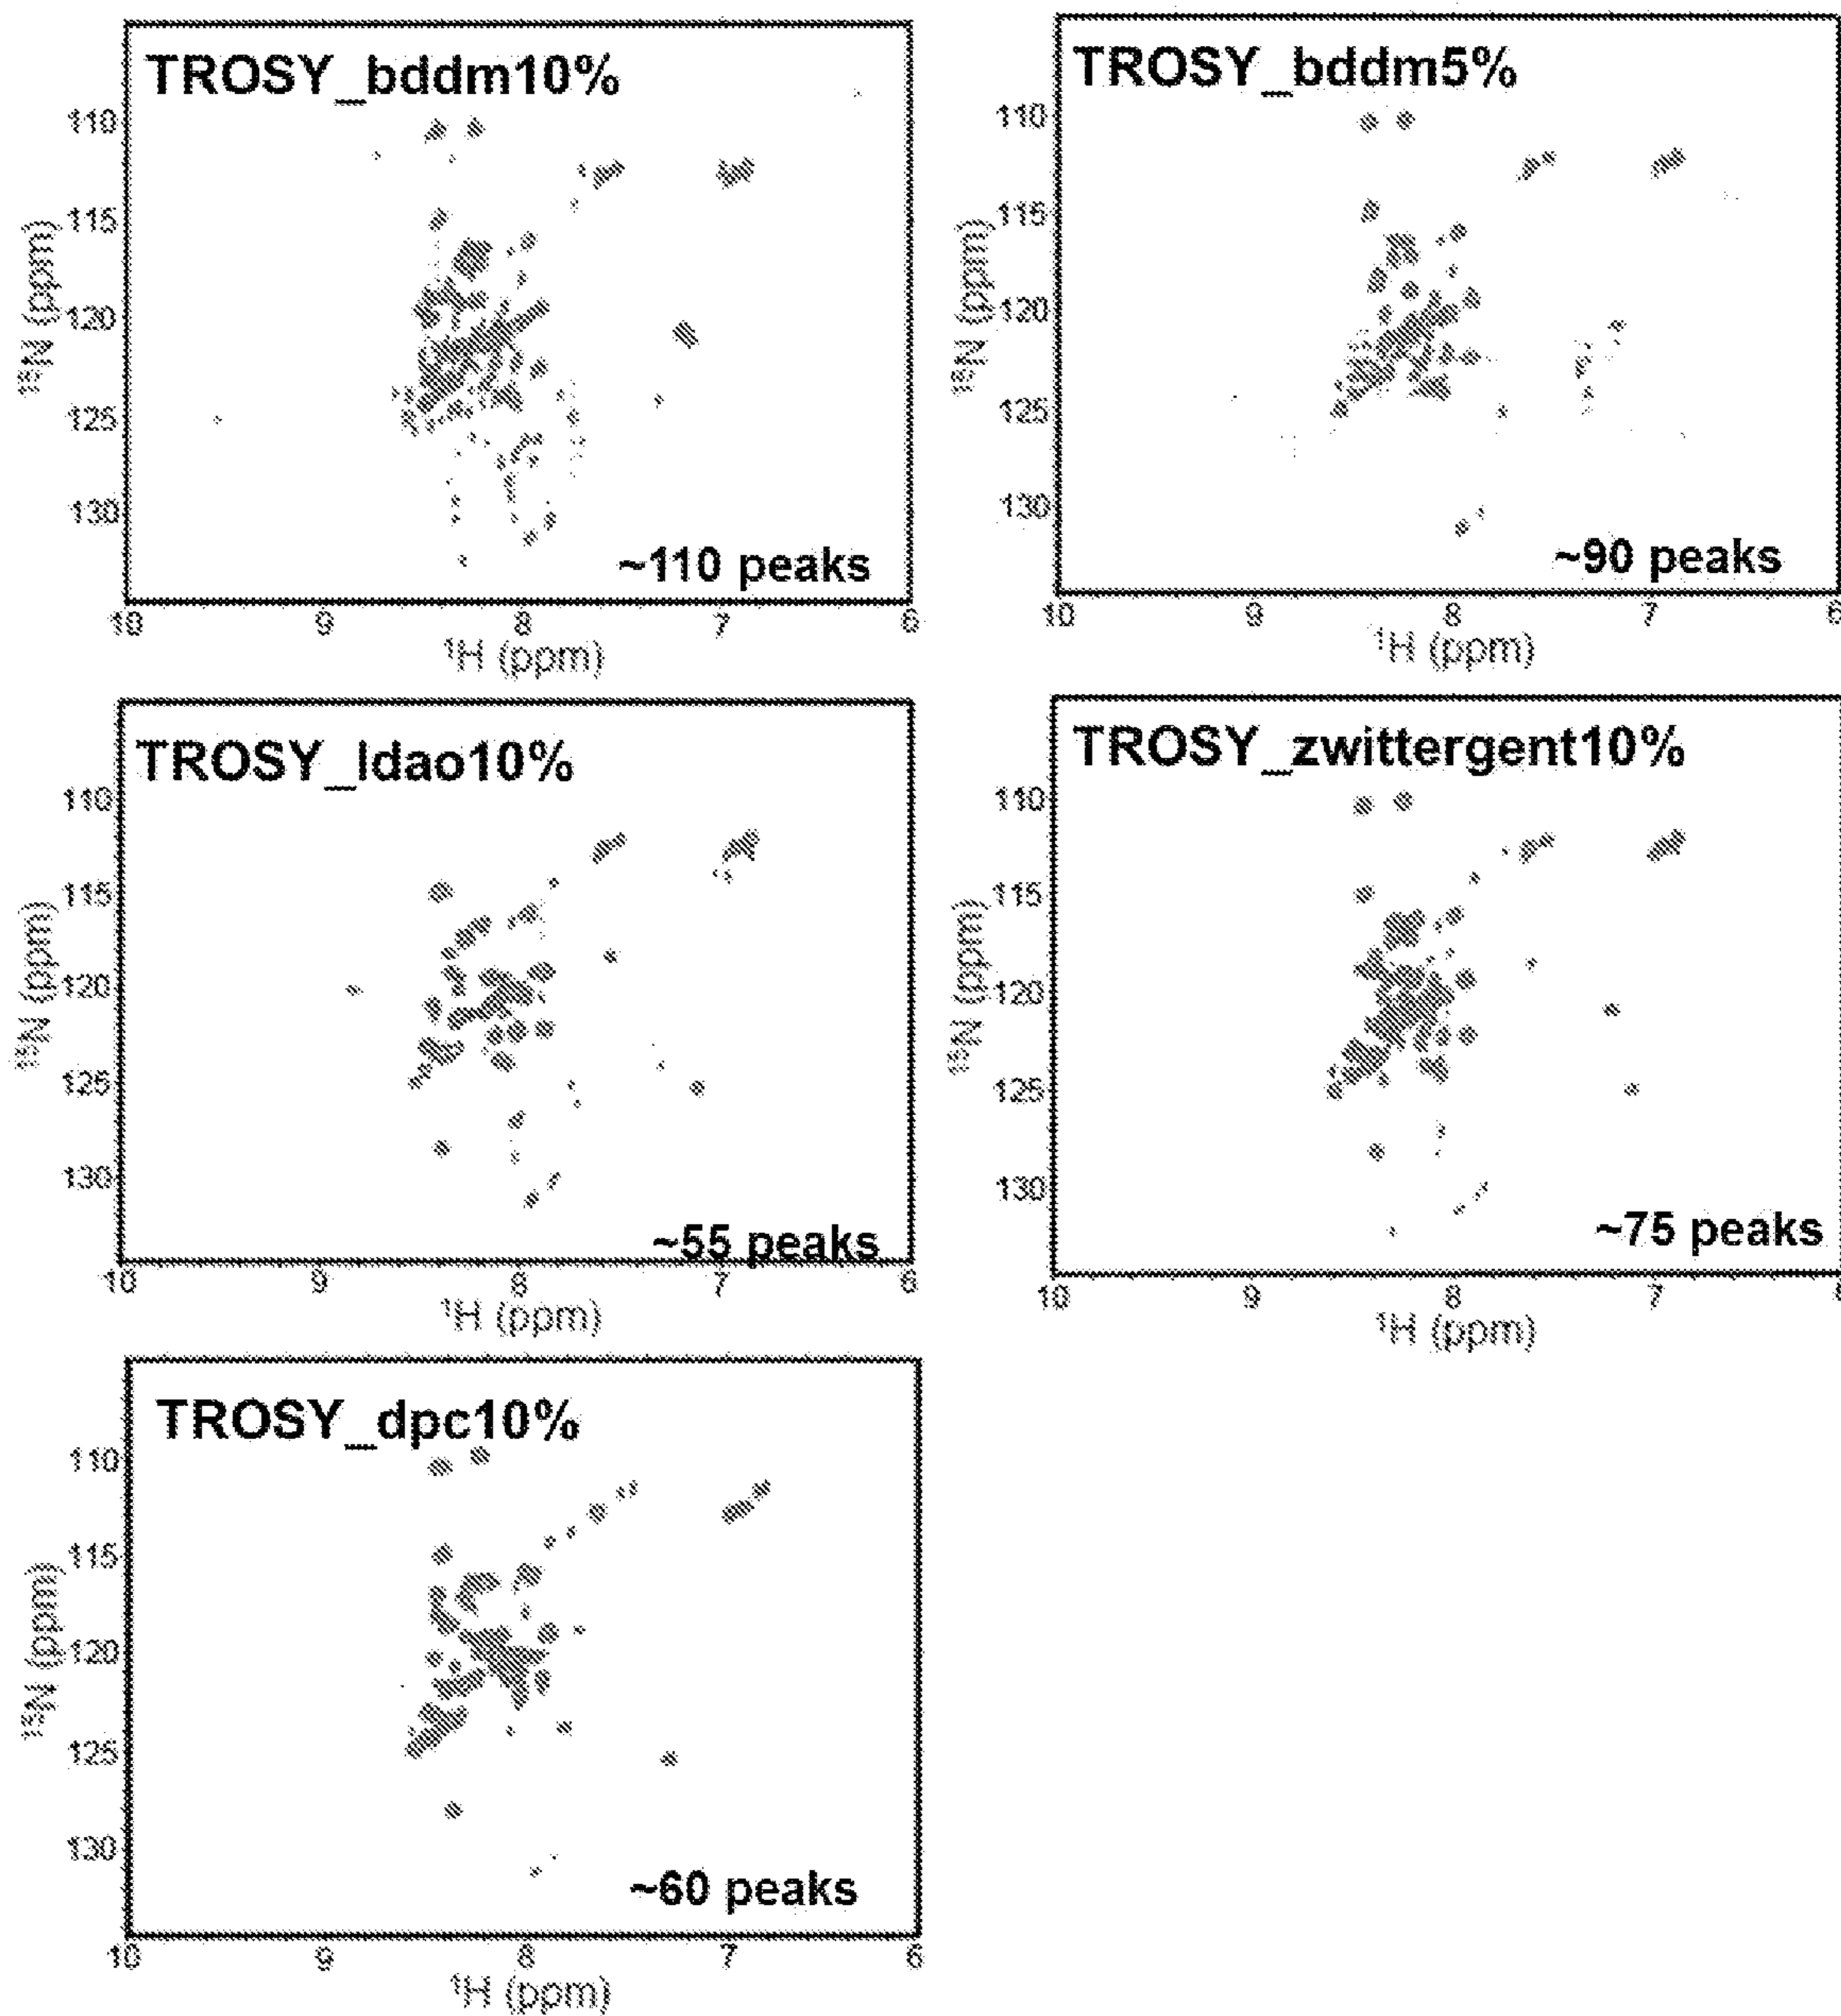 TROSY_bddm10%
110
115
120
125
130
¹⁵N (ppm)
~110 peaks
10 9 8 7 6
¹H (ppm)
TROSY_bddm5%
110
115
120
125
130
¹⁵N (ppm)
~90 peaks
10 9 8 7 6
¹H (ppm)
TROSY_ldao10%
110
115
120
125
130
¹⁵N (ppm)
~55 peaks
10 9 8 7 6
¹H (ppm)
TROSY_zwittergent10%
110
115
120
125
130
¹⁵N (ppm)
~75 peaks
10 9 8 7 6
¹H (ppm)
TROSY_dpc10%
110
115
120
125
130
¹⁵N (ppm)
~60 peaks
10 9 8 7 6
¹H (ppm)